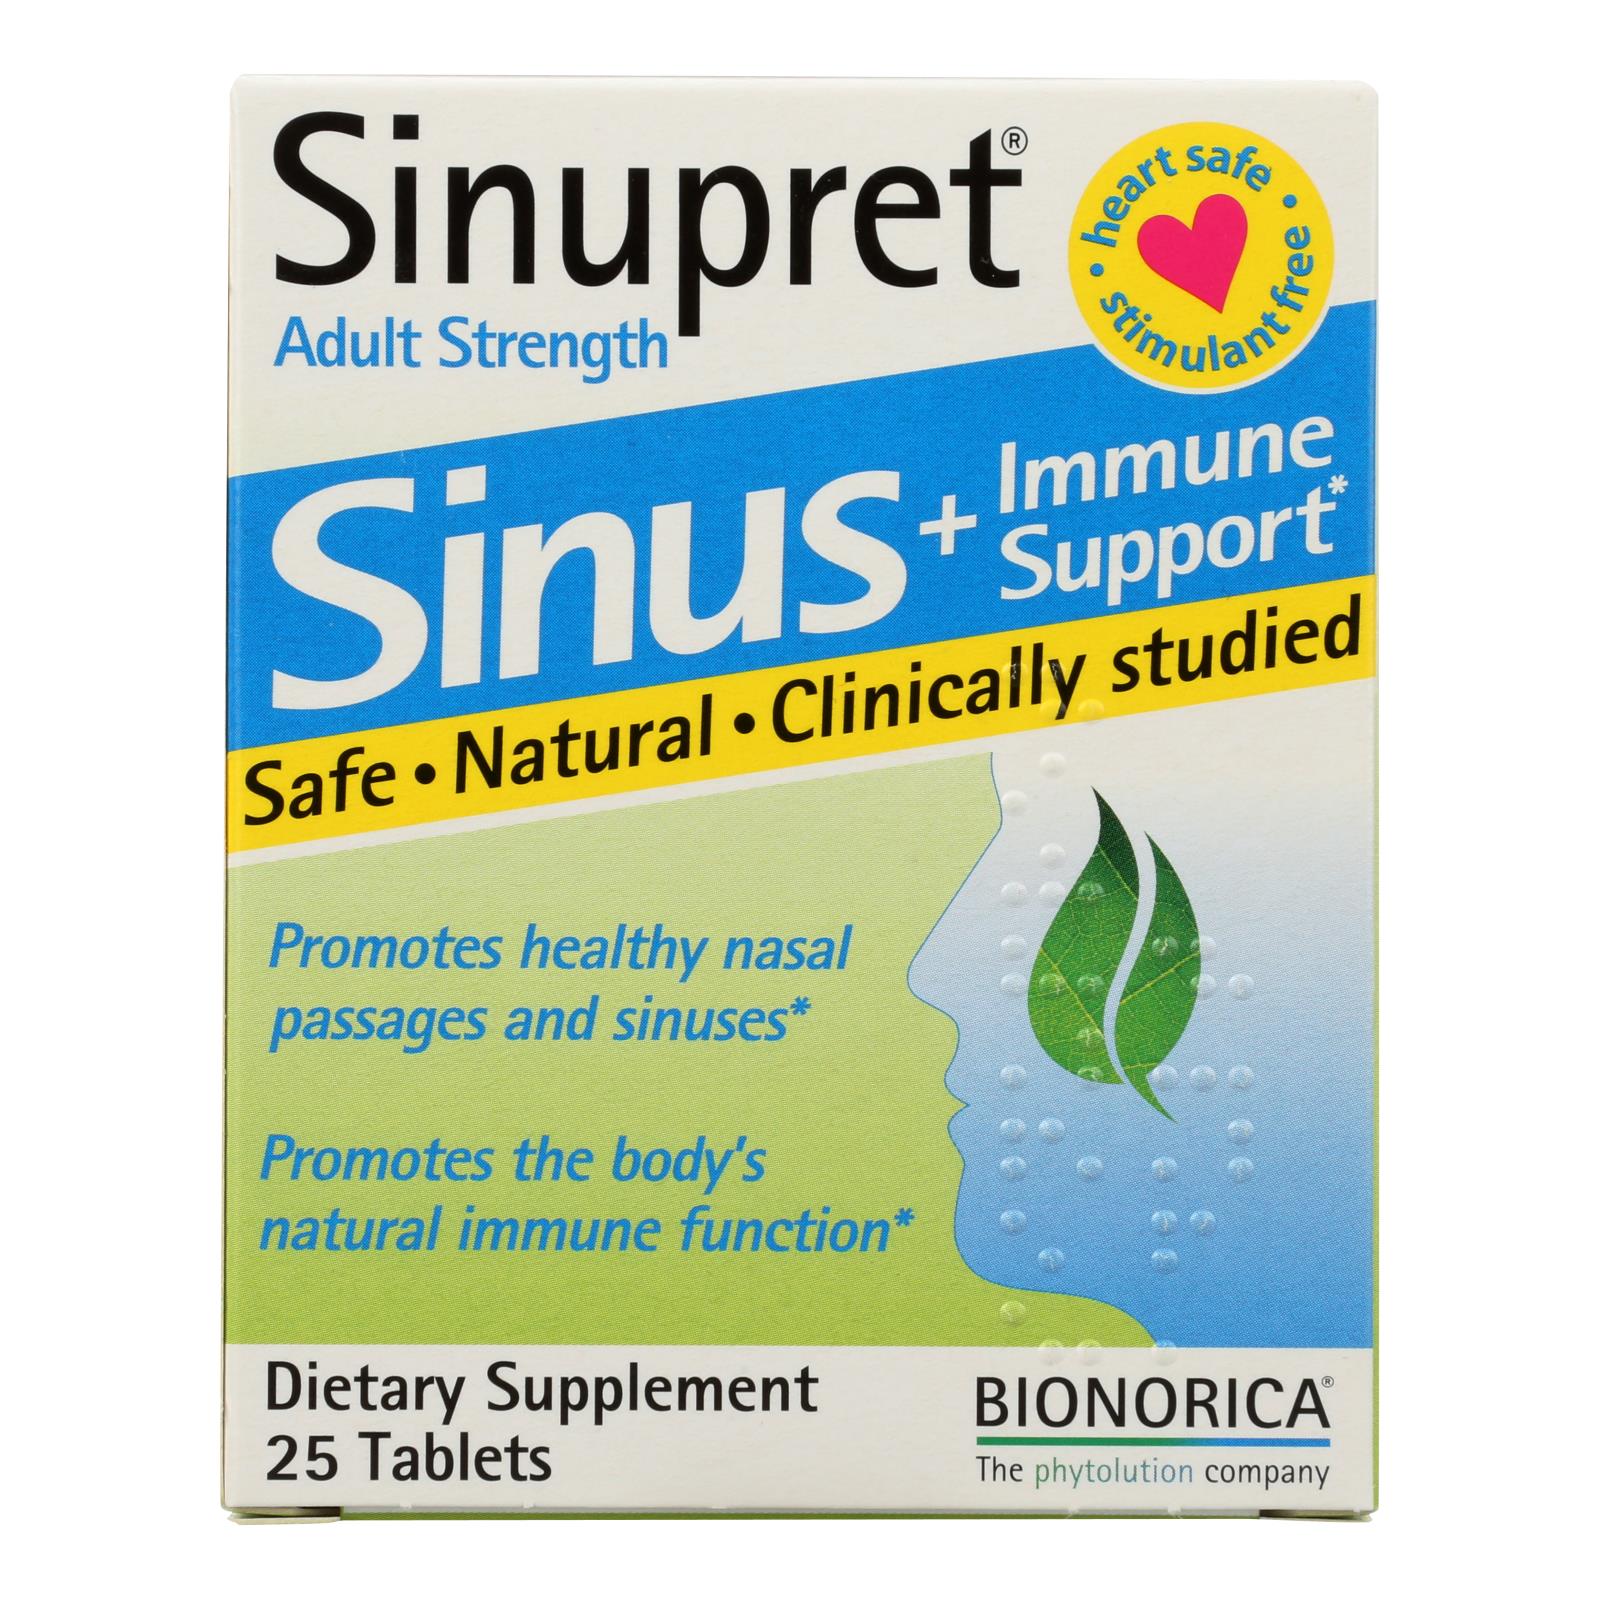 Sinupret®
heart safe • stimulant free •
Adult Strength
Sinus + Immune
Support*
Safe • Natural • Clinically studied
Promotes healthy nasal
passages and sinuses*
Promotes the body's
natural immune function*
Dietary Supplement
25 Tablets
BIONORICA®
The phytolution company